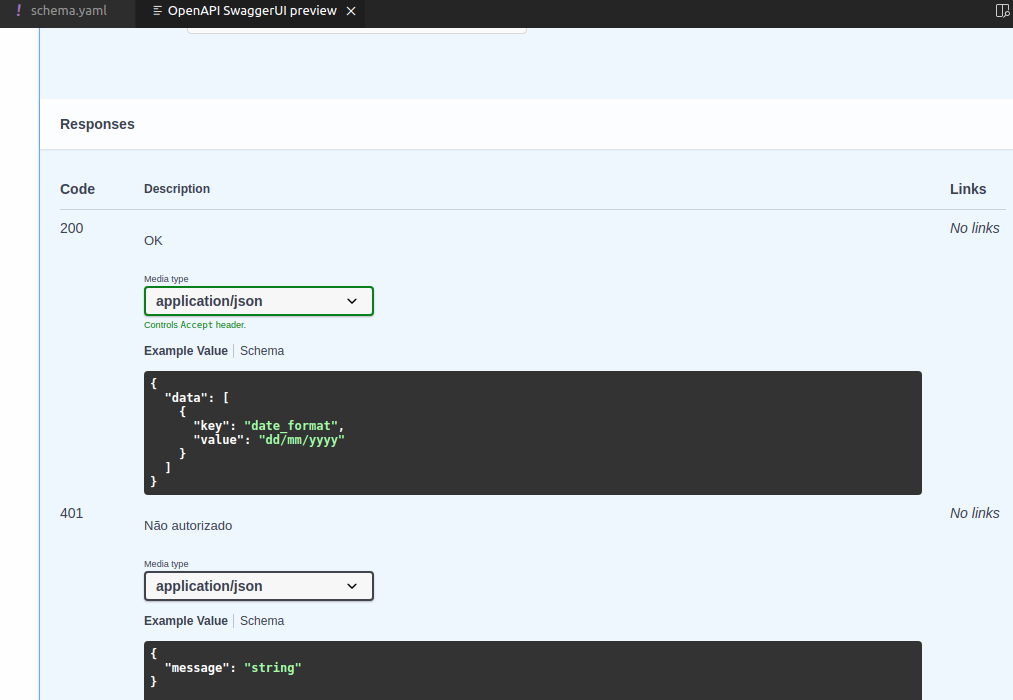 ! schema.yaml
OpenAPI SwaggerUI preview
Responses
Code Description Links
200 No links
OK
Media type
application/json
Controls Accept header.
Example Value Schema
{
"data": [
{
"key": "date_format",
"value": "dd/mm/yyyy"
}
]
}
401 No links
Não autorizado
Media type
application/json
Example Value Schema
{
"message": "string"
}